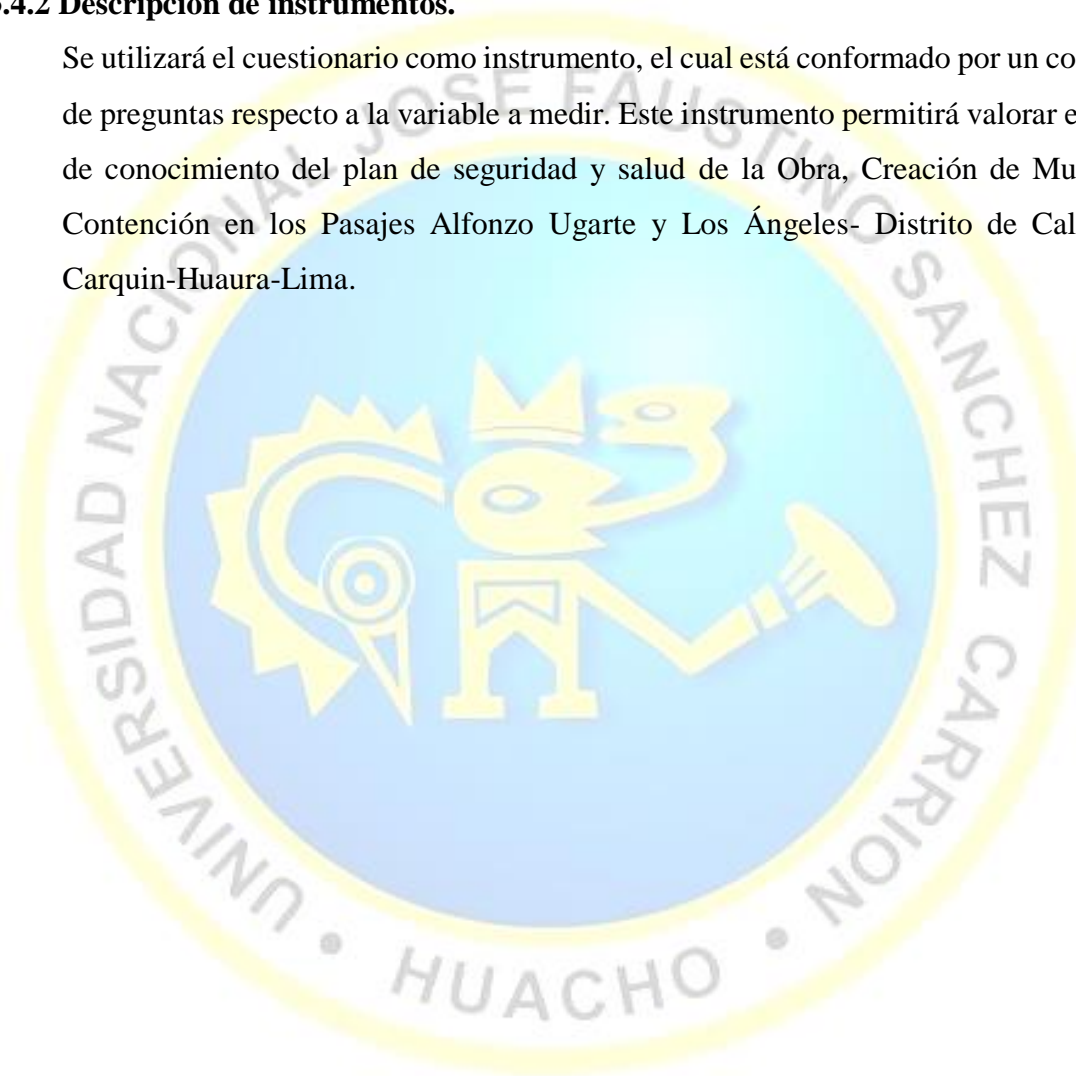 .4.2 Descripción de instrumentos.
Se utilizará el cuestionario como instrumento, el cual está conformado por un co
de preguntas respecto a la variable a medir. Este instrumento permitirá valorar e
de conocimiento del plan de seguridad y salud de la Obra, Creación de Mu
Contención en los Pasajes Alfonzo Ugarte y Los Ángeles- Distrito de Cal
Carquin-Huaura-Lima.
UNIVERSIDAD NACIONAL JOSE FAUSTINO SANCHEZ CARRION
• HUACHO •